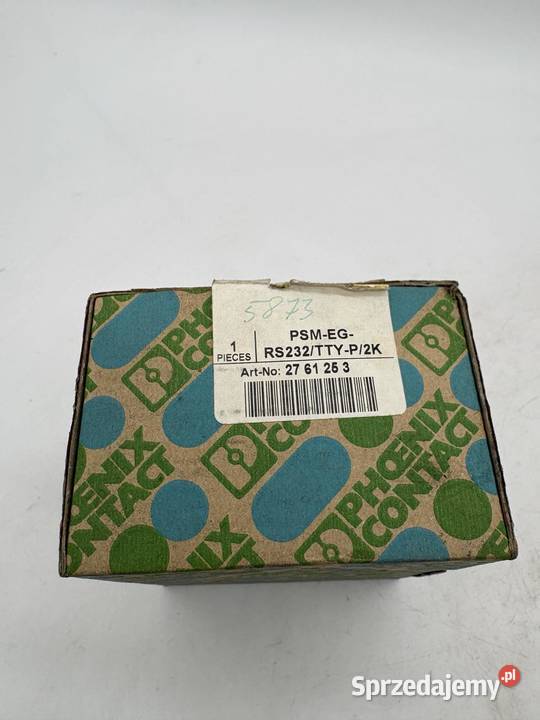 5873
1
PIECES
PSM-EG-
RS232/TTY-P/2K
Art-No: 27 61 25 3
PHOENIX
CONTACT
PHOENIX
CONTACT
PHOENIX
CONTACT
Sprzedajemy.pl